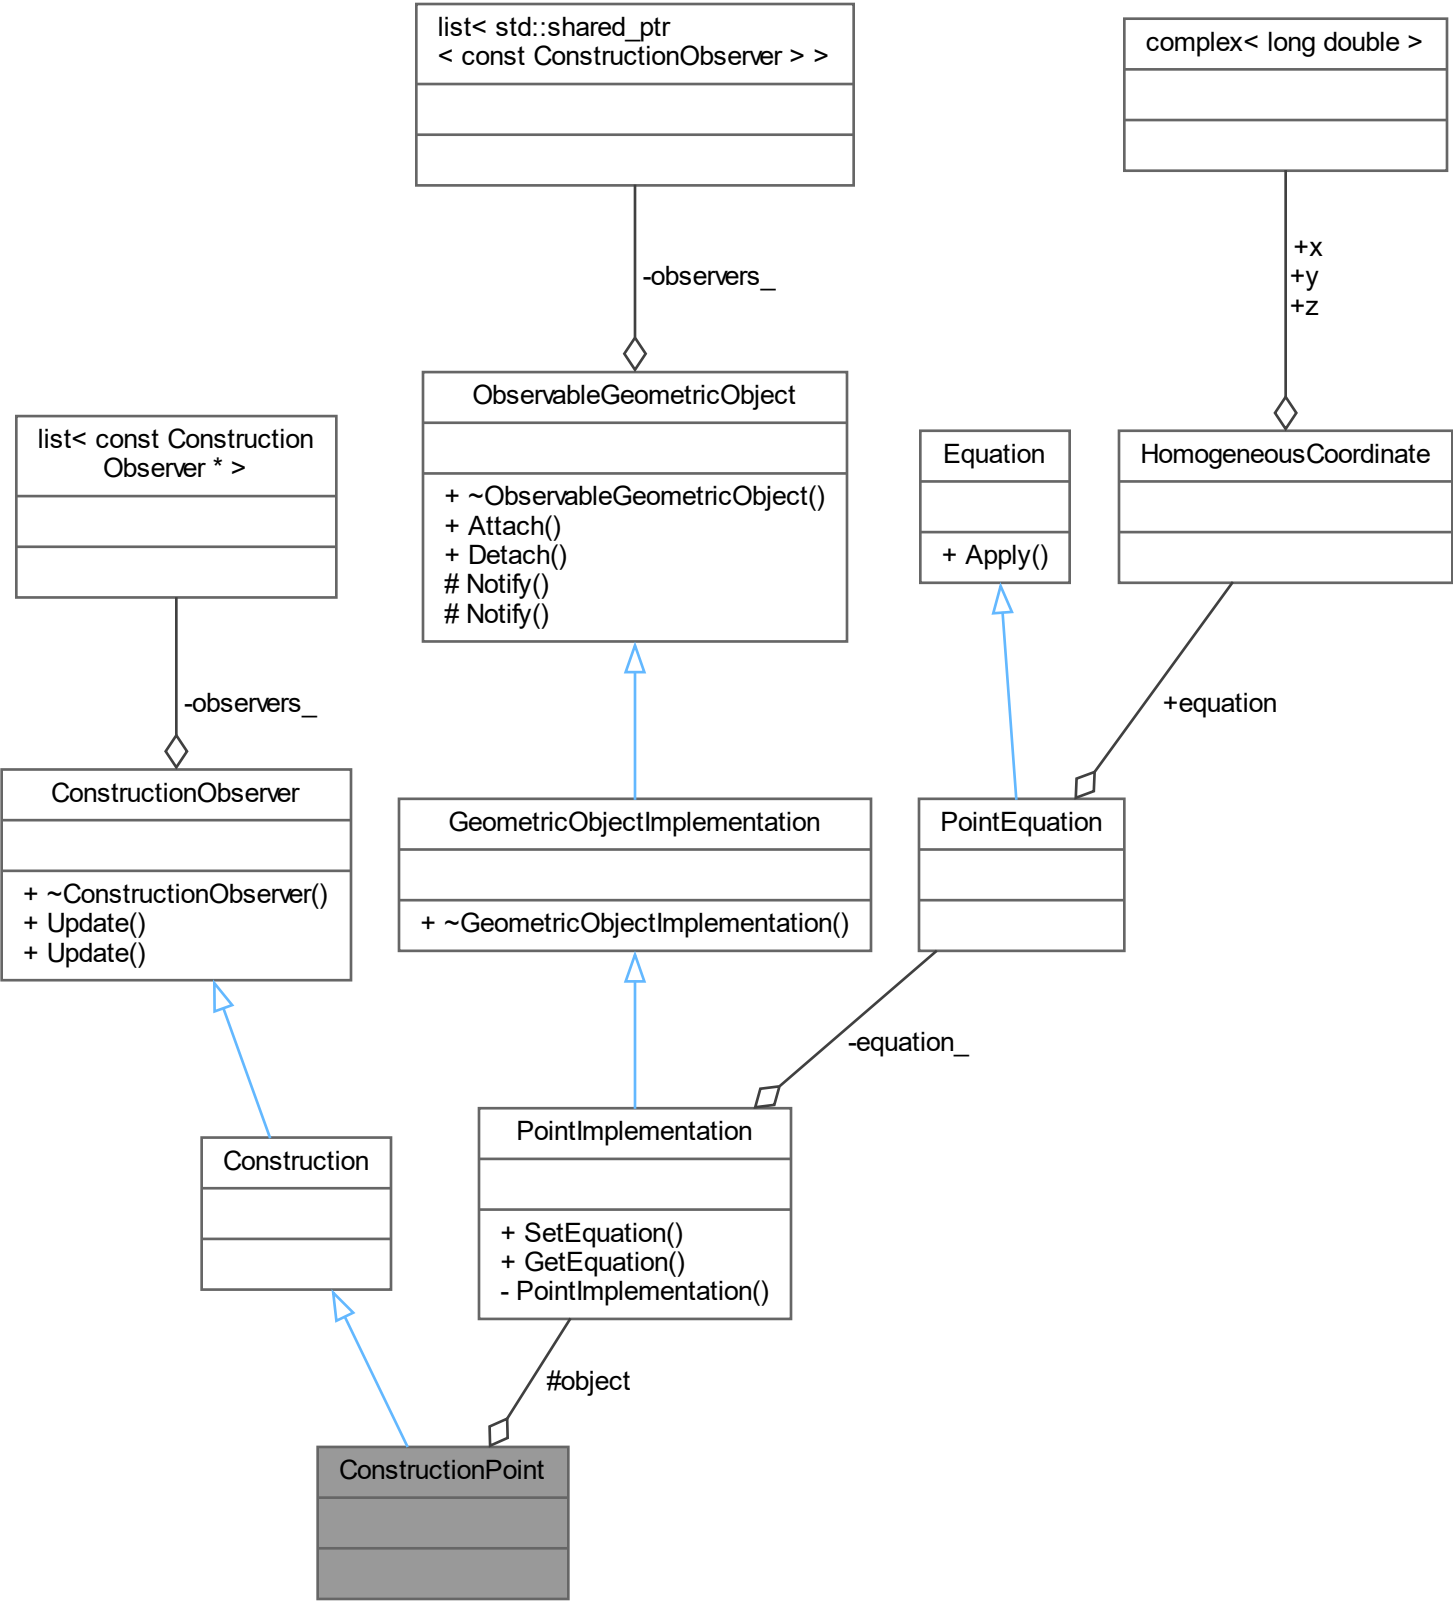 list< std::shared_ptr
< const ConstructionObserver > >
complex< long double >
+x
+y
+z
-observers_
ObservableGeometricObject
+ ~ObservableGeometricObject()
+ Attach()
+ Detach()
# Notify()
# Notify()
list< const Construction
Observer * >
Equation
+ Apply()
HomogeneousCoordinate
-observers_
+equation
ConstructionObserver
+ ~ConstructionObserver()
+ Update()
+ Update()
GeometricObjectImplementation
+ ~GeometricObjectImplementation()
PointEquation
-equation_
Construction
PointImplementation
+ SetEquation()
+ GetEquation()
- PointImplementation()
#object
ConstructionPoint